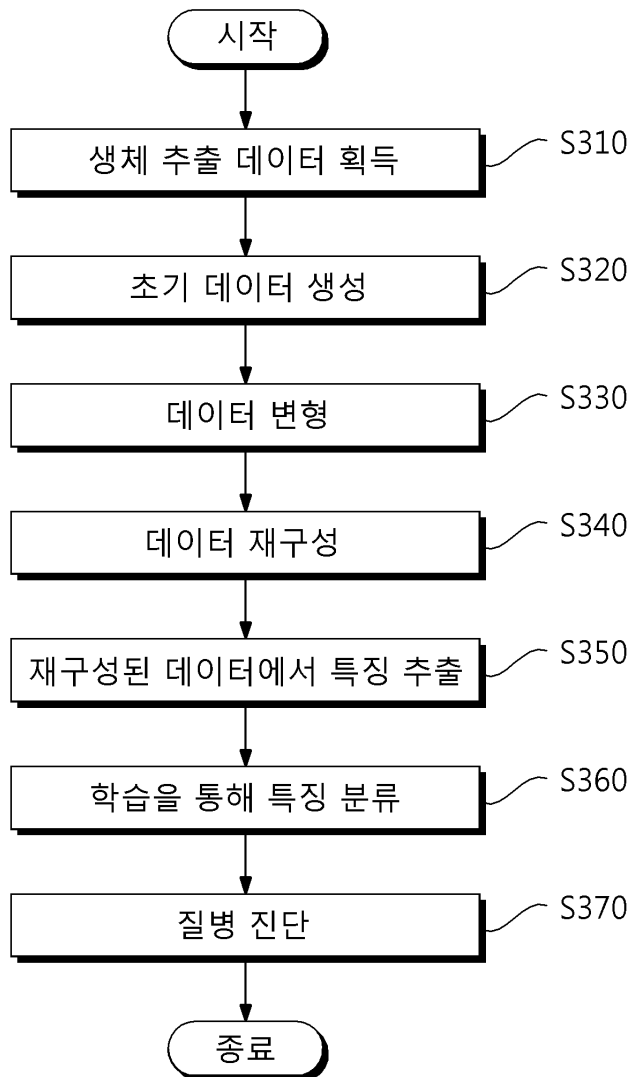 시작
생체 추출 데이터 획득
S310
초기 데이터 생성
S320
데이터 변형
S330
데이터 재구성
S340
재구성된 데이터에서 특징 추출
S350
학습을 통해 특징 분류
S360
질병 진단
S370
종료